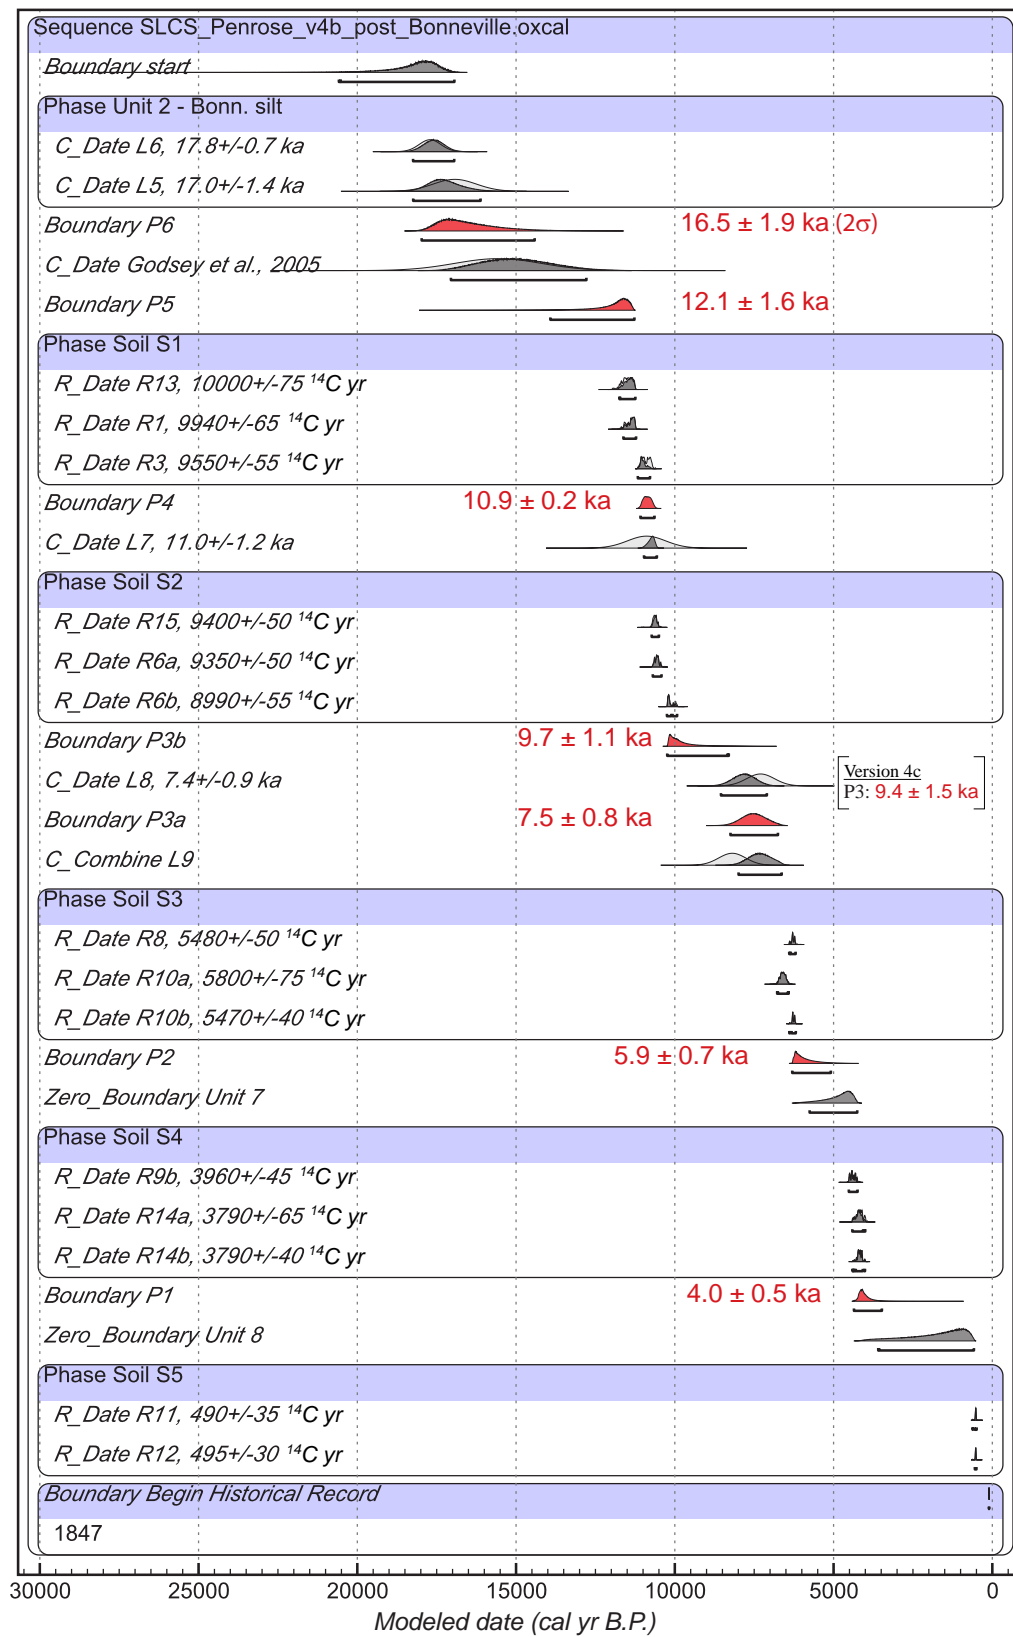 Sequence SLCS_Penrose_v4b_post_Bonneville.oxcal
Boundary start
Phase Unit 2 - Bonn. silt
C_Date L6, 17.8+/-0.7 ka
C_Date L5, 17.0+/-1.4 ka
Boundary P6 16.5 ± 1.9 ka (2σ)
C_Date Godsey et al., 2005
Boundary P5 12.1 ± 1.6 ka
Phase Soil S1
R_Date R13, 10000+/-75 ¹⁴C yr
R_Date R1, 9940+/-65 ¹⁴C yr
R_Date R3, 9550+/-55 ¹⁴C yr
Boundary P4 10.9 ± 0.2 ka
C_Date L7, 11.0+/-1.2 ka
Phase Soil S2
R_Date R15, 9400+/-50 ¹⁴C yr
R_Date R6a, 9350+/-50 ¹⁴C yr
R_Date R6b, 8990+/-55 ¹⁴C yr
Boundary P3b 9.7 ± 1.1 ka
C_Date L8, 7.4+/-0.9 ka
Version 4c
P3: 9.4 ± 1.5 ka
Boundary P3a 7.5 ± 0.8 ka
C_Combine L9
Phase Soil S3
R_Date R8, 5480+/-50 ¹⁴C yr
R_Date R10a, 5800+/-75 ¹⁴C yr
R_Date R10b, 5470+/-40 ¹⁴C yr
Boundary P2 5.9 ± 0.7 ka
Zero_Boundary Unit 7
Phase Soil S4
R_Date R9b, 3960+/-45 ¹⁴C yr
R_Date R14a, 3790+/-65 ¹⁴C yr
R_Date R14b, 3790+/-40 ¹⁴C yr
Boundary P1 4.0 ± 0.5 ka
Zero_Boundary Unit 8
Phase Soil S5
R_Date R11, 490+/-35 ¹⁴C yr
R_Date R12, 495+/-30 ¹⁴C yr
Boundary Begin Historical Record
1847
30000 25000 20000 15000 10000 5000 0
Modeled date (cal yr B.P.)